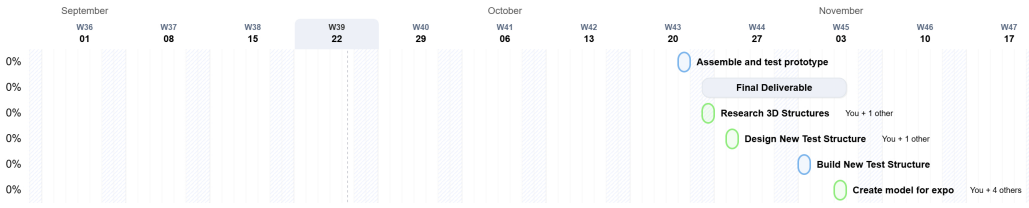 September October November
W36 W37 W38 W39 W40 W41 W42 W43 W44 W45 W46 W47
01 08 15 22 29 06 13 20 27 03 10 17
0% Assemble and test prototype
0% Final Deliverable
0% Research 3D Structures You + 1 other
0% Design New Test Structure You + 1 other
0% Build New Test Structure
0% Create model for expo You + 4 others